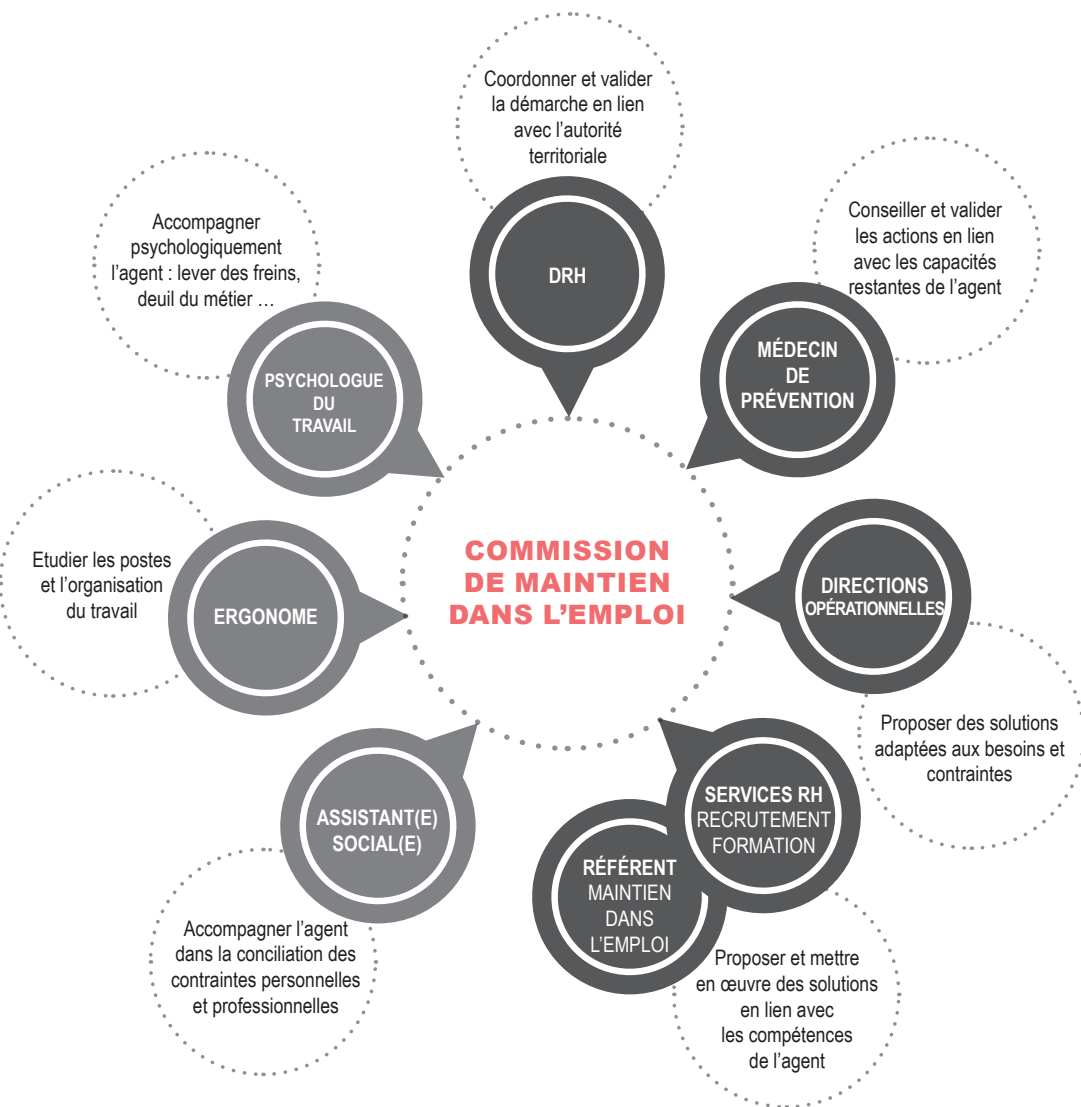 Coordonner et valider
la démarche en lien
avec l’autorité
territoriale
DRH
Conseiller et valider
les actions en lien
avec les capacités
restantes de l’agent
MÉDECIN
DE
PRÉVENTION
DIRECTIONS
OPÉRATIONNELLES
Proposer des solutions
adaptées aux besoins et
contraintes
SERVICES RH
RECRUTEMENT
FORMATION
RÉFÉRENT
MAINTIEN
DANS
L’EMPLOI
Proposer et mettre
en œuvre des solutions
en lien avec
les compétences
de l’agent
ASSISTANT(E)
SOCIAL(E)
Accompagner l’agent
dans la conciliation des
contraintes personnelles
et professionnelles
ERGONOME
Etudier les postes
et l’organisation
du travail
PSYCHOLOGUE
DU
TRAVAIL
Accompagner
psychologiquement
l’agent : lever des freins,
deuil du métier …
COMMISSION
DE MAINTIEN
DANS L’EMPLOI